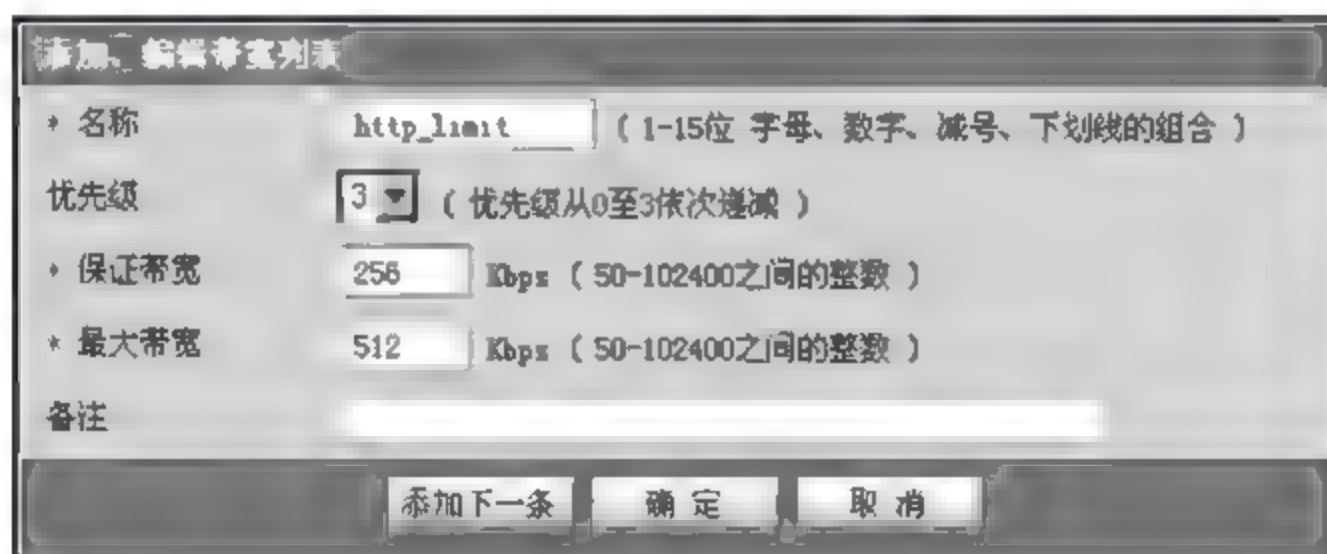 添加、编辑带宽列表
* 名称 http_limit (1-15位 字母、数字、减号、下划线的组合)
优先级 3 (优先级从0至3依次递减)
* 保证带宽 256 Kbps (50-102400之间的整数)
* 最大带宽 512 Kbps (50-102400之间的整数)
备注
添加下一条 确定 取消